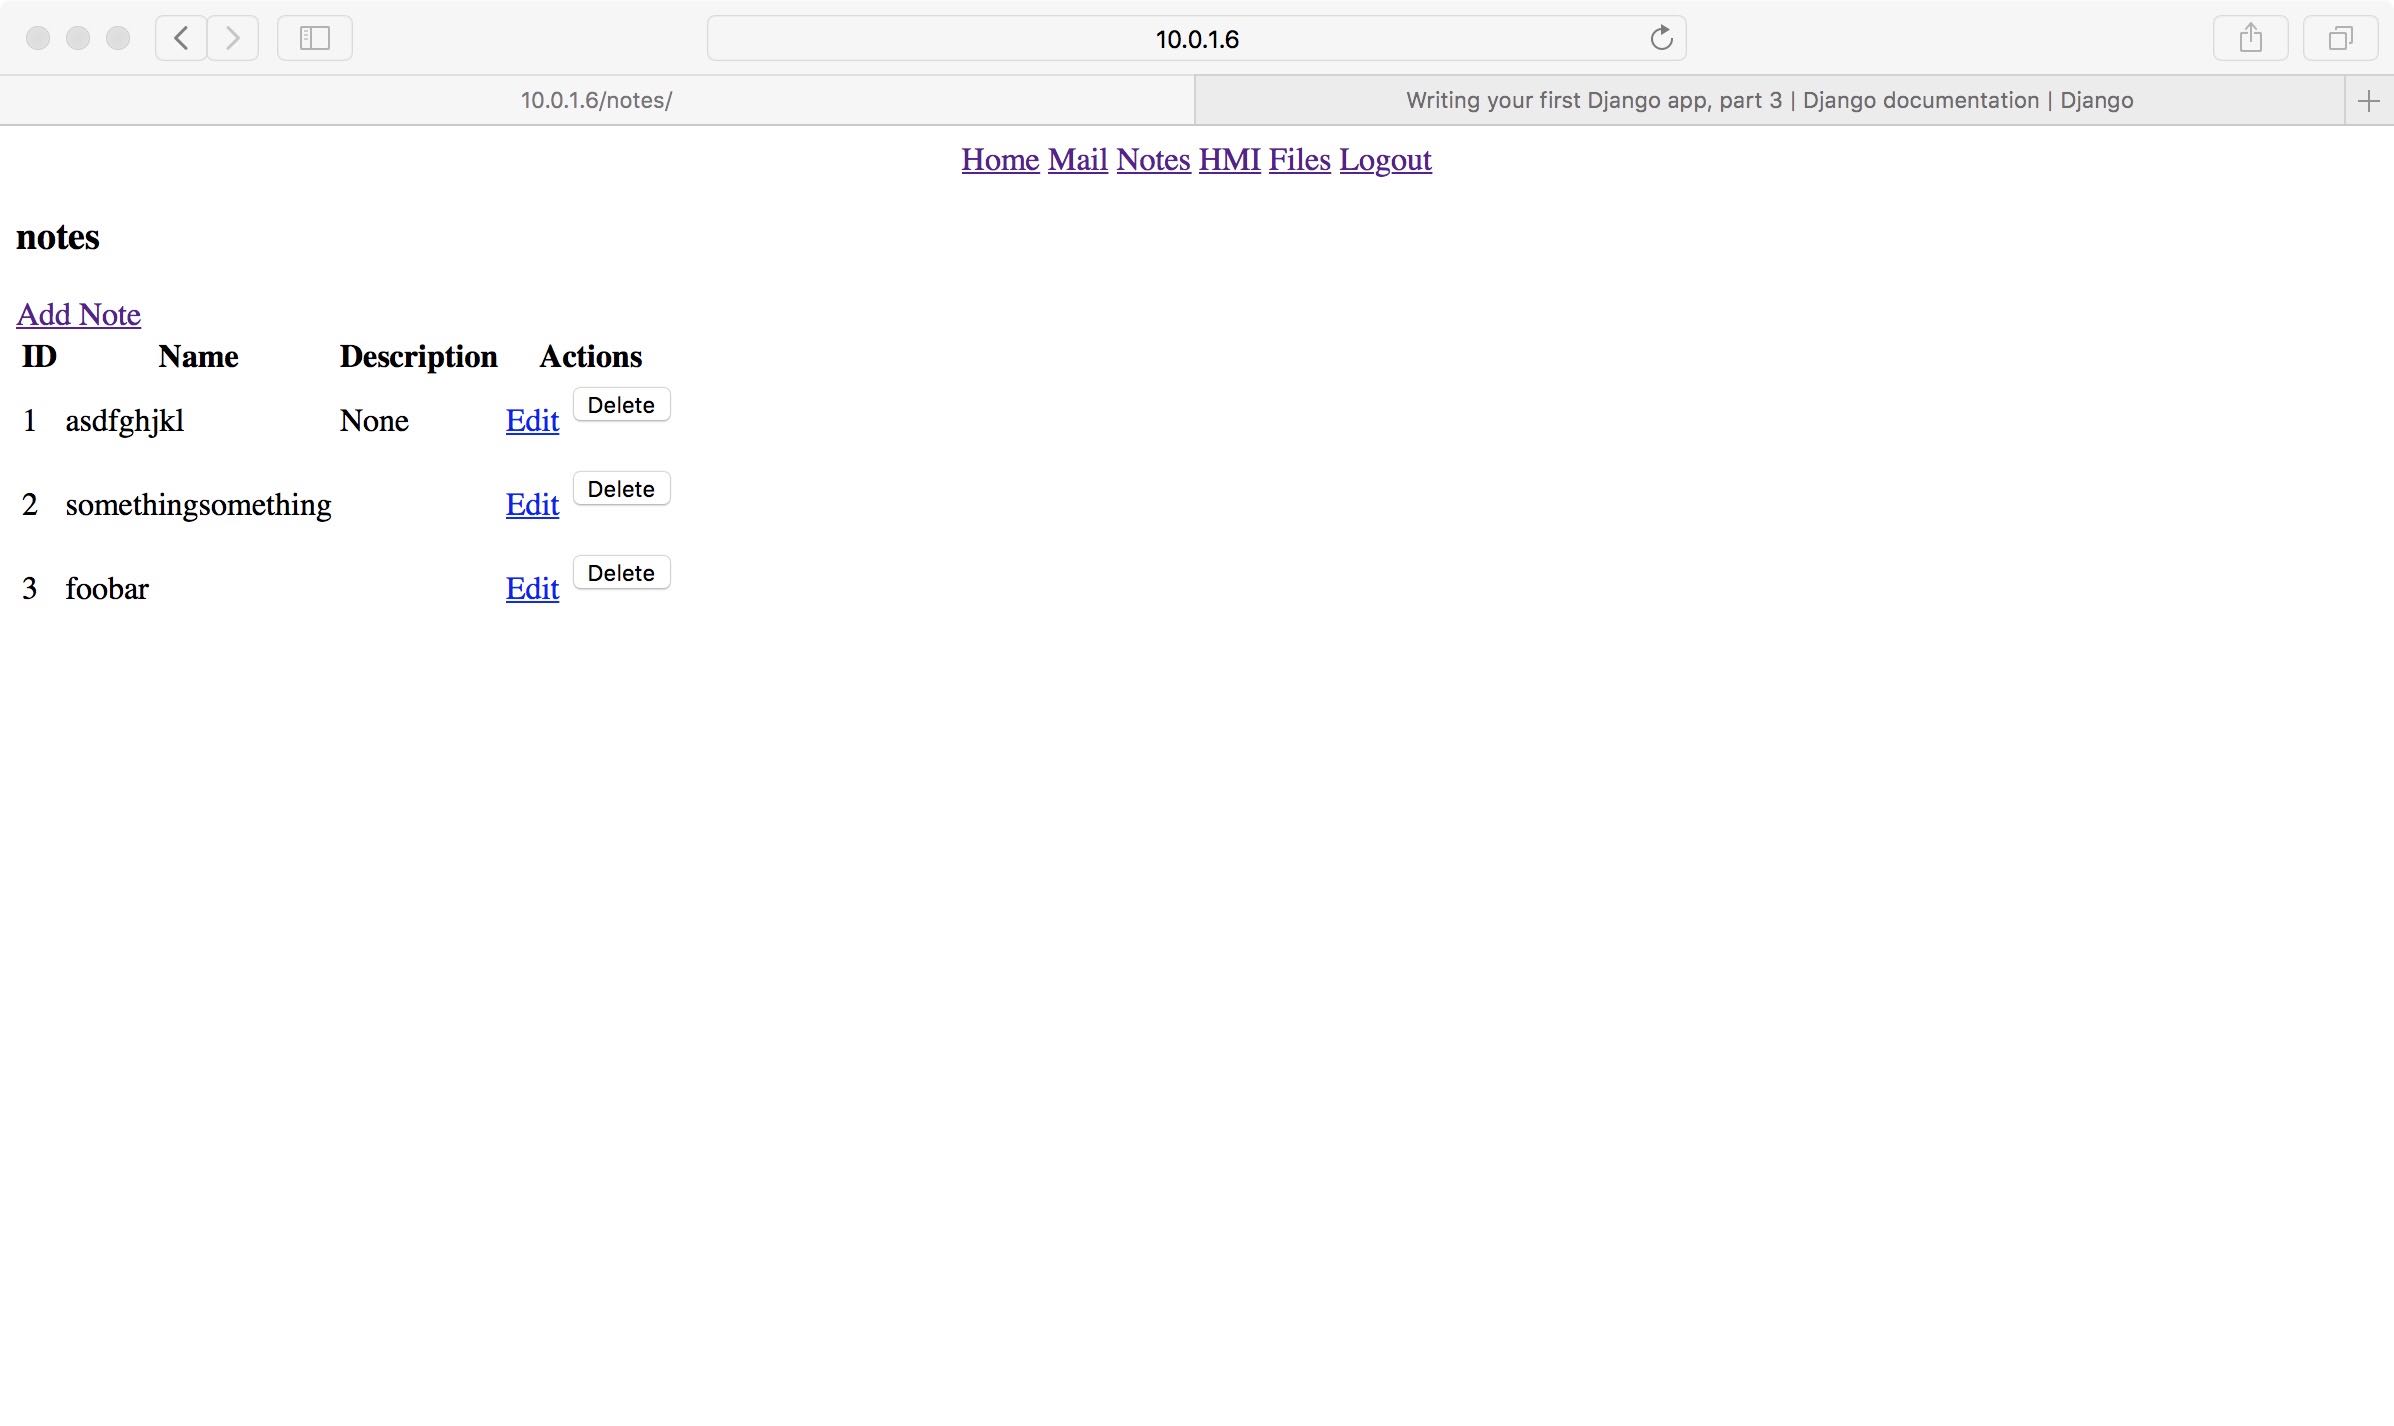 10.0.1.6
10.0.1.6/notes/ Writing your first Django app, part 3 | Django documentation | Django
Home Mail Notes HMI Files Logout
notes
Add Note
ID Name Description Actions
1 asdfghjkl None Edit Delete
2 somethingsomething Edit Delete
3 foobar Edit Delete